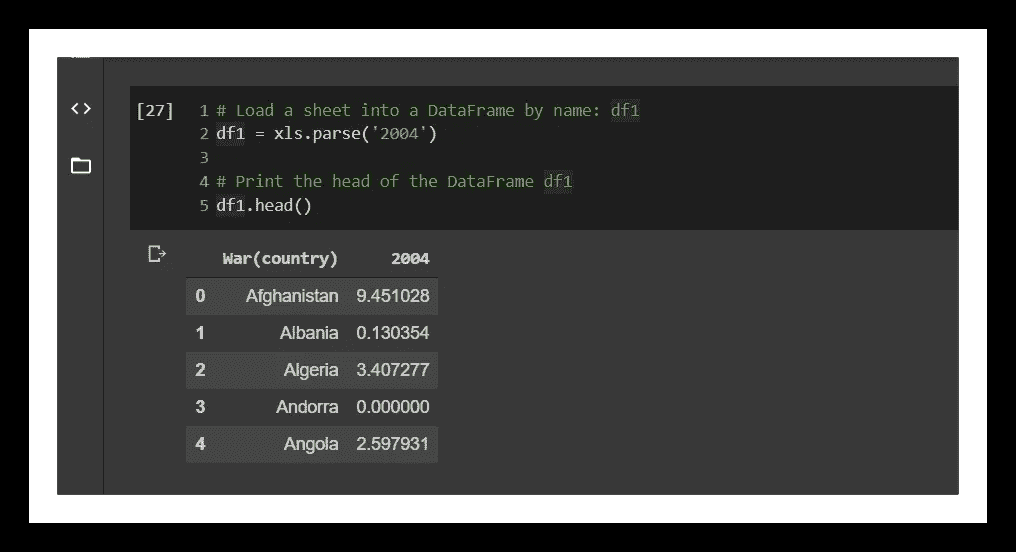 [27] 1 # Load a sheet into a DataFrame by name: df1
2 df1 = xls.parse('2004')
3
4 # Print the head of the DataFrame df1
5 df1.head()
War(country) 2004
0 Afghanistan 9.451028
1 Albania 0.130354
2 Algeria 3.407277
3 Andorra 0.000000
4 Angola 2.597931